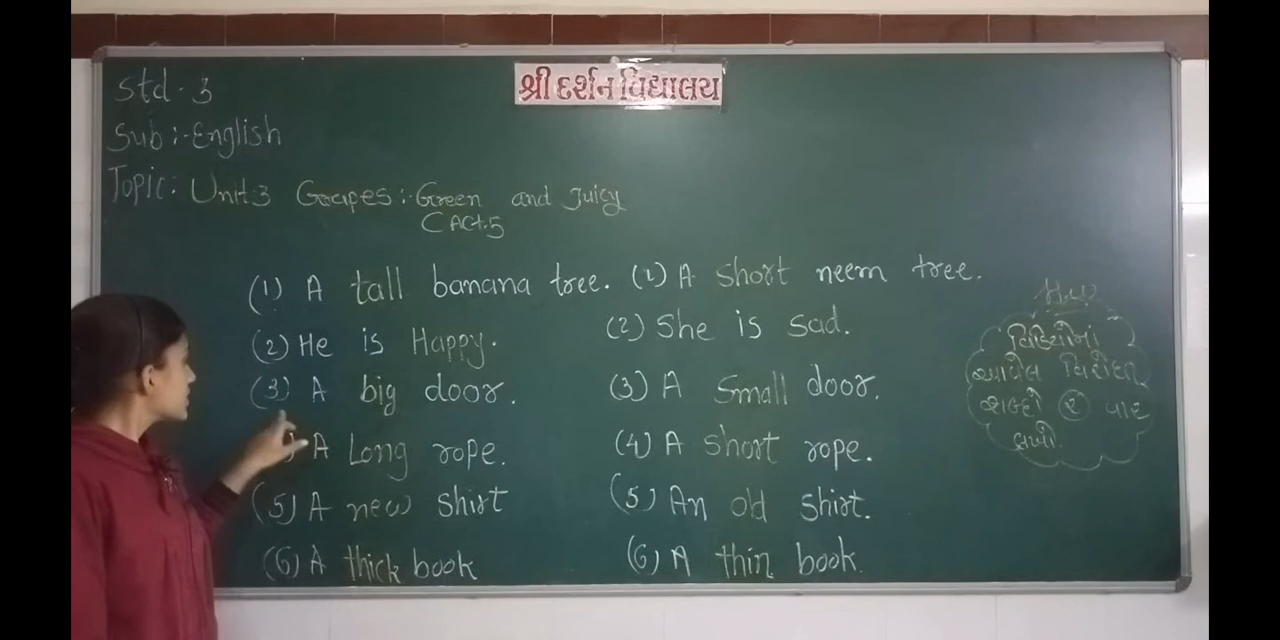 શ્રી દર્શન વિદ્યાલય
Std - 3
Sub :- English
Topic: Unit-3 Grapes :- Green and Juicy
(Act.5
(1) A tall banana tree. (1) A short neem tree.
(2) He is Happy. (2) She is sad.
(3) A big door. (3) A small door.
A Long rope. (4) A short rope.
(5) A new shirt (5) An old shirt.
(6) A thick book (6) A thin book.
H.W
વિડિયોમાં
આપેલ વિરોધી
શબ્દો ૨ વાર
લખો.